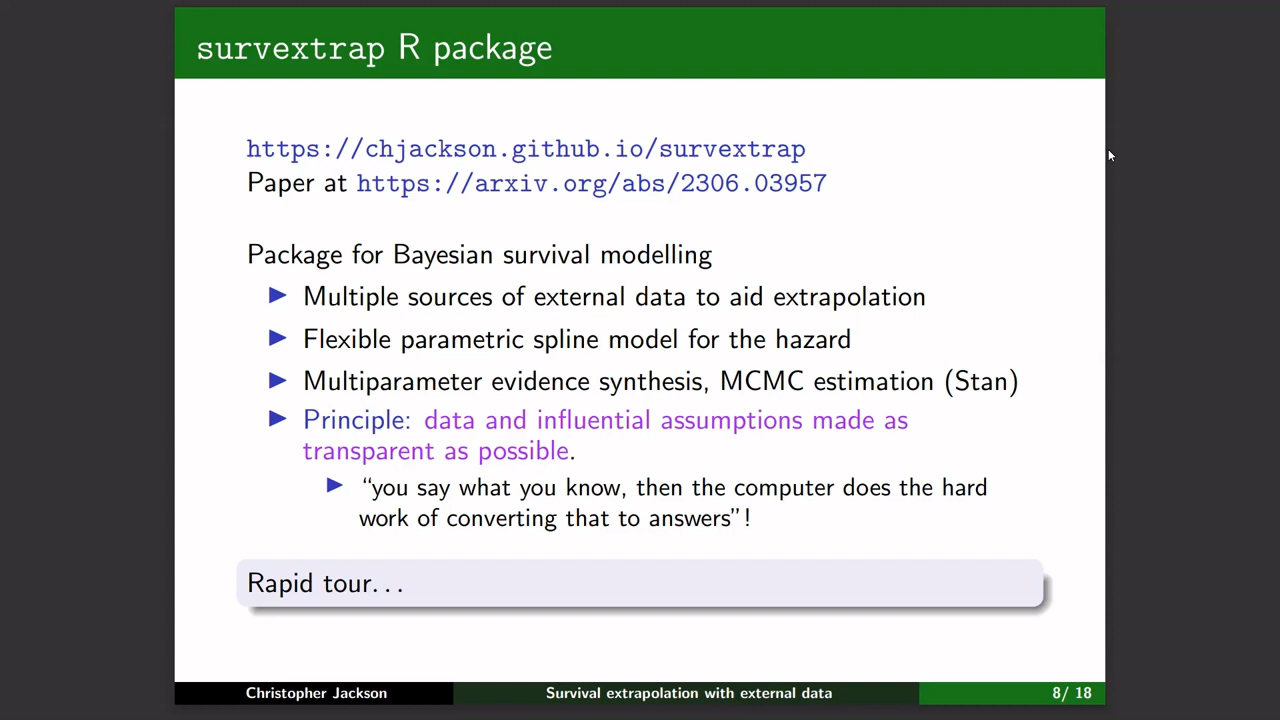 survextrap R package
https://chjackson.github.io/survextrap
Paper at https://arxiv.org/abs/2306.03957
Package for Bayesian survival modelling
Multiple sources of external data to aid extrapolation
Flexible parametric spline model for the hazard
Multiparameter evidence synthesis, MCMC estimation (Stan)
Principle: data and influential assumptions made as
transparent as possible.
“you say what you know, then the computer does the hard
work of converting that to answers”!
Rapid tour...
Christopher Jackson
Survival extrapolation with external data
8/ 18